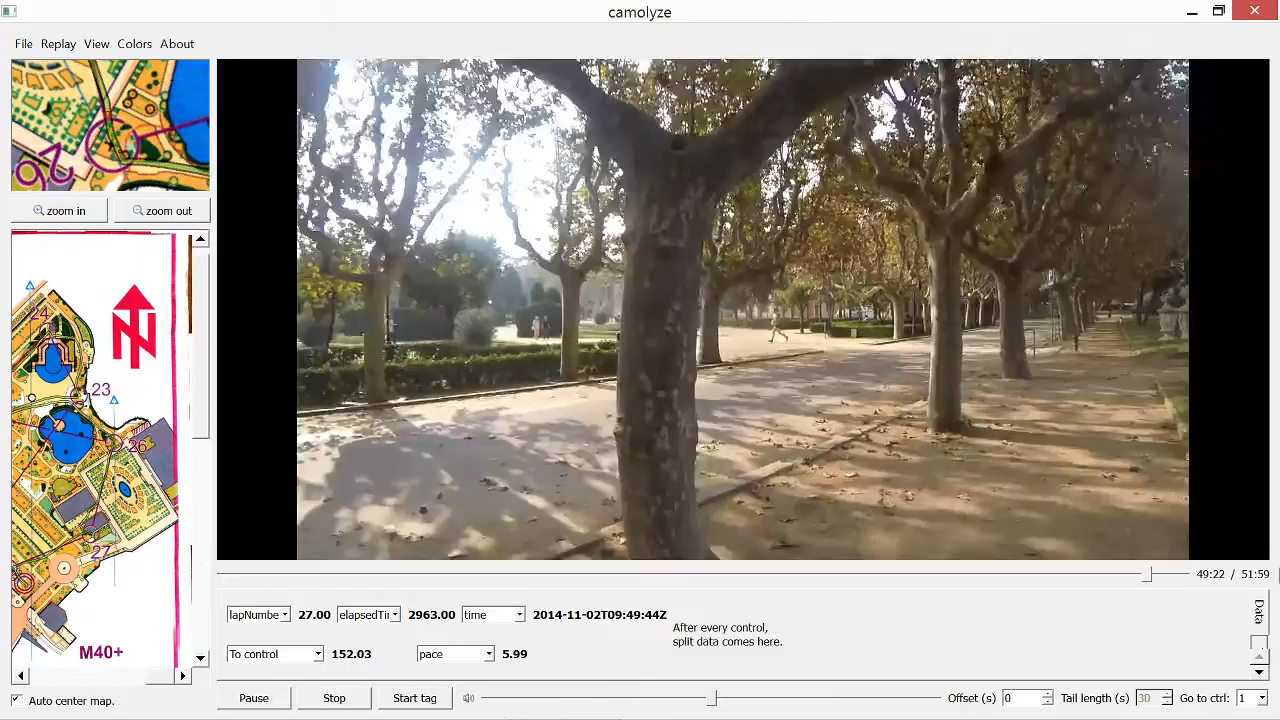 camolyze
File Replay View Colors About
26
zoom in zoom out
N
24
23
26
27
M40+
49:22 / 51:59
lapNumbe 27.00 elapsedTir 2963.00 time 2014-11-02T09:49:44Z
After every control,
split data comes here.
To control 152.03 pace 5.99
Data
Auto center map.
Pause Stop Start tag Offset (s) 0 Tail length (s) 30 Go to ctrl: 1